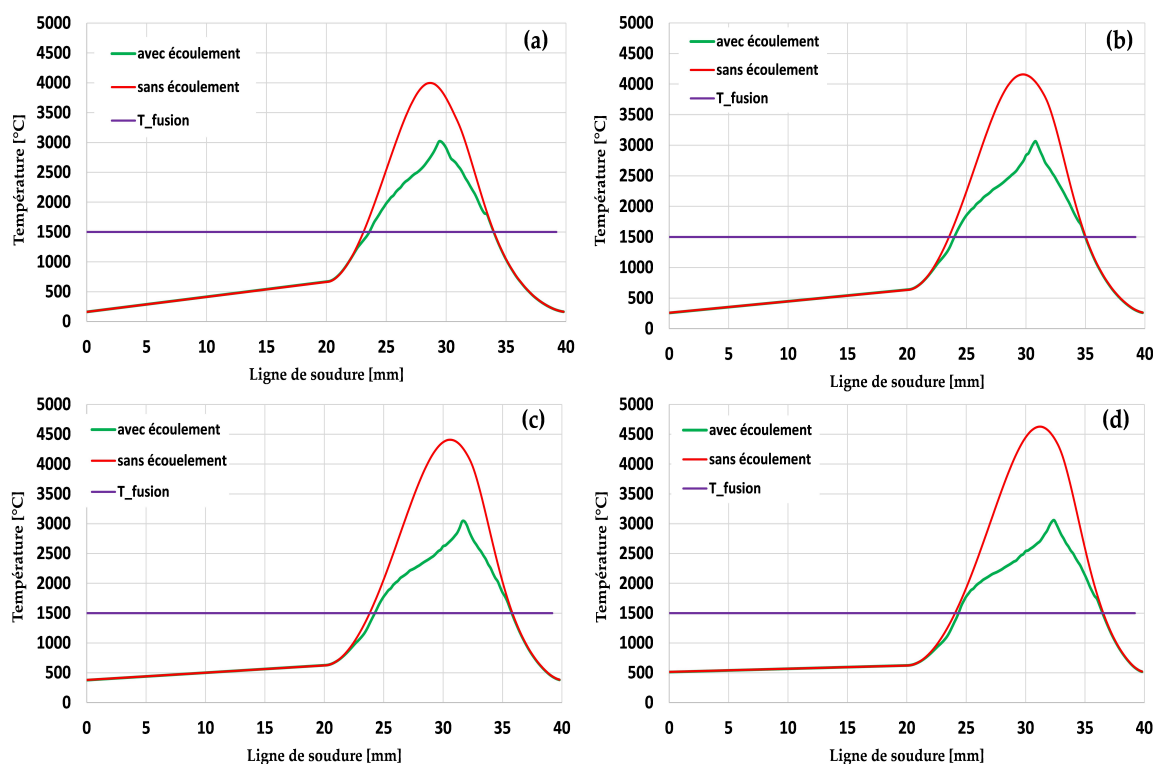 (a)
avec écoulement
sans écoulement
T_fusion
Température [°C]
5000
4500
4000
3500
3000
2500
2000
1500
1000
500
0
0 5 10 15 20 25 30 35 40
Ligne de soudure [mm]
(b)
avec écoulement
sans écoulement
T_fusion
Température [°C]
5000
4500
4000
3500
3000
2500
2000
1500
1000
500
0
0 5 10 15 20 25 30 35 40
Ligne de soudure [mm]
(c)
avec écoulement
sans écouelement
T_fusion
Température [°C]
5000
4500
4000
3500
3000
2500
2000
1500
1000
500
0
0 5 10 15 20 25 30 35 40
Ligne de soudure [mm]
(d)
avec écoulement
sans écoulement
T_fusion
Température [°C]
5000
4500
4000
3500
3000
2500
2000
1500
1000
500
0
0 5 10 15 20 25 30 35 40
Ligne de soudure [mm]